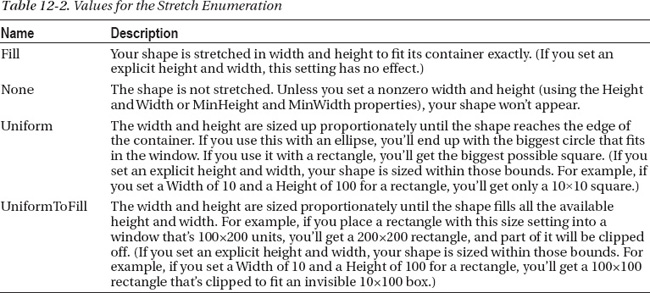 Table 12-2. Values for the Stretch Enumeration
Name Description
Fill Your shape is stretched in width and height to fit its container exactly. (If you set an
explicit height and width, this setting has no effect.)
None The shape is not stretched. Unless you set a nonzero width and height (using the Height
and Width or MinHeight and MinWidth properties), your shape won't appear.
Uniform The width and height are sized up proportionately until the shape reaches the edge of
the container. If you use this with an ellipse, you'll end up with the biggest circle that fits
in the window. If you use it with a rectangle, you'll get the biggest possible square. (If you
set an explicit height and width, your shape is sized within those bounds. For example, if
you set a Width of 10 and a Height of 100 for a rectangle, you'll get only a 10×10 square.)
UniformToFill The width and height are sized proportionately until the shape fills all the available
height and width. For example, if you place a rectangle with this size setting into a
window that's 100×200 units, you'll get a 200×200 rectangle, and part of it will be clipped
off. (If you set an explicit height and width, your shape is sized within those bounds. For
example, if you set a Width of 10 and a Height of 100 for a rectangle, you'll get a 100×100
rectangle that's clipped to fit an invisible 10×100 box.)